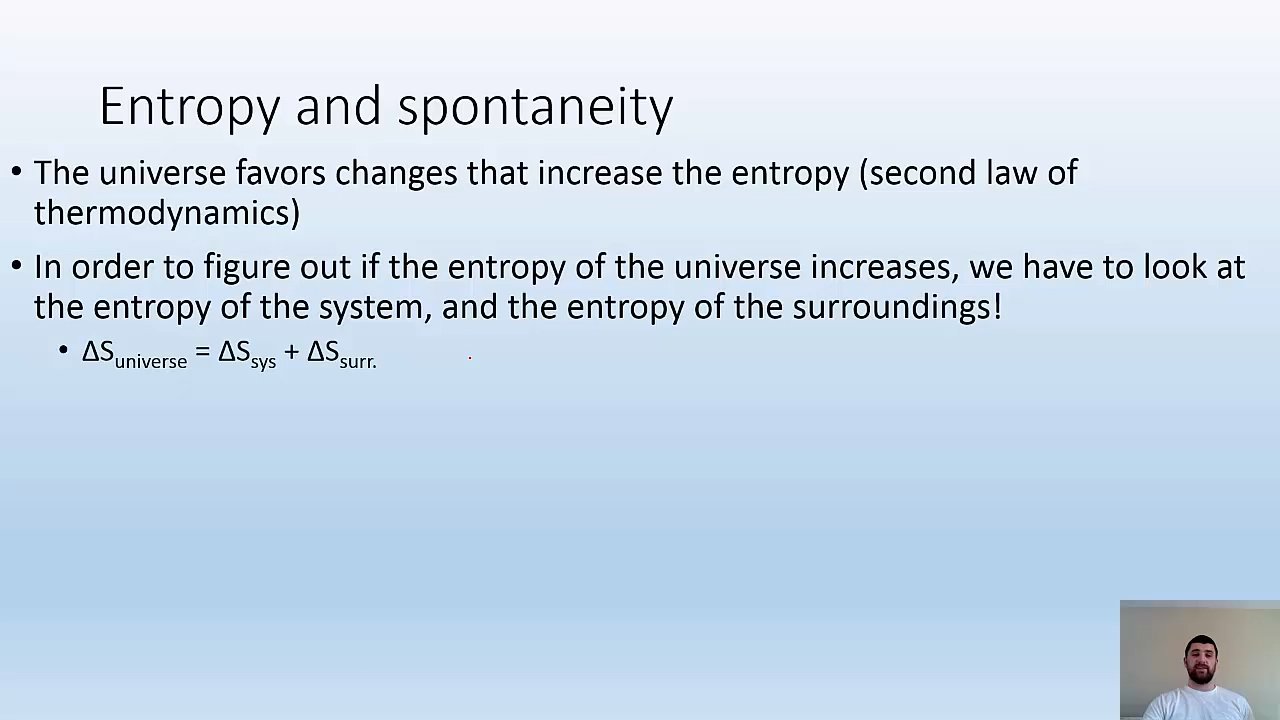 Entropy and spontaneity
• The universe favors changes that increase the entropy (second law of
thermodynamics)
• In order to figure out if the entropy of the universe increases, we have to look at
the entropy of the system, and the entropy of the surroundings!
• ΔSuniverse = ΔSsys + ΔSsurr.